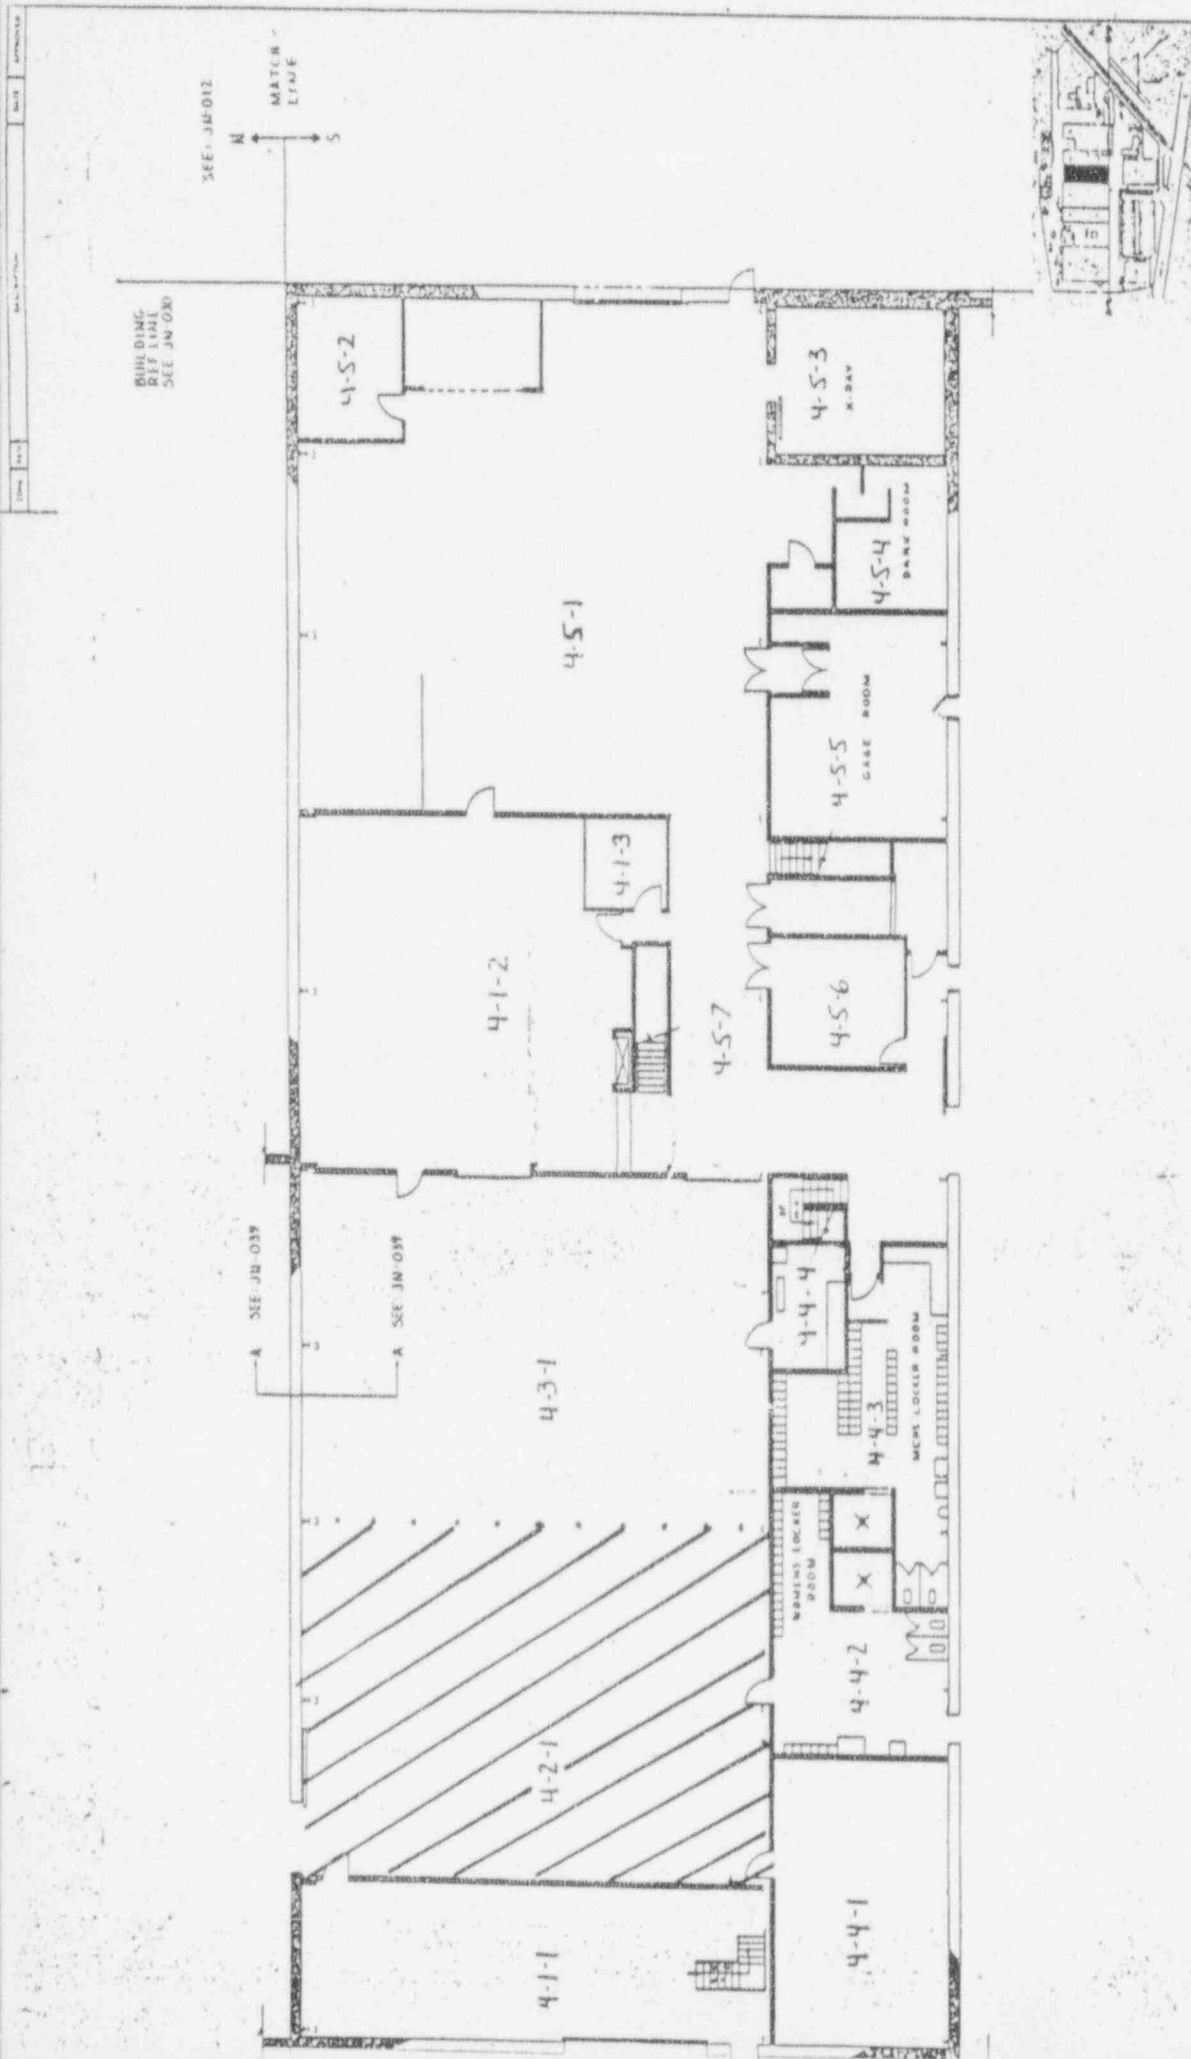 SEE: JN-012
MATCH
LINE
N
S
BUILDING
REF LINE
SEE JN-030
4-5-2
4-5-3
X-RAY
4-5-4
DARK ROOM
4-5-1
4-5-5
GAGE ROOM
4-1-3
4-1-2
4-5-7
4-5-6
A SEE: JN-039
A SEE: JN-039
4-3-1
4-4-4
4-4-3
MENS LOCKER ROOM
WOMENS LOCKER
ROOM
4-2-1
4-4-2
4-1-1
4-4-1